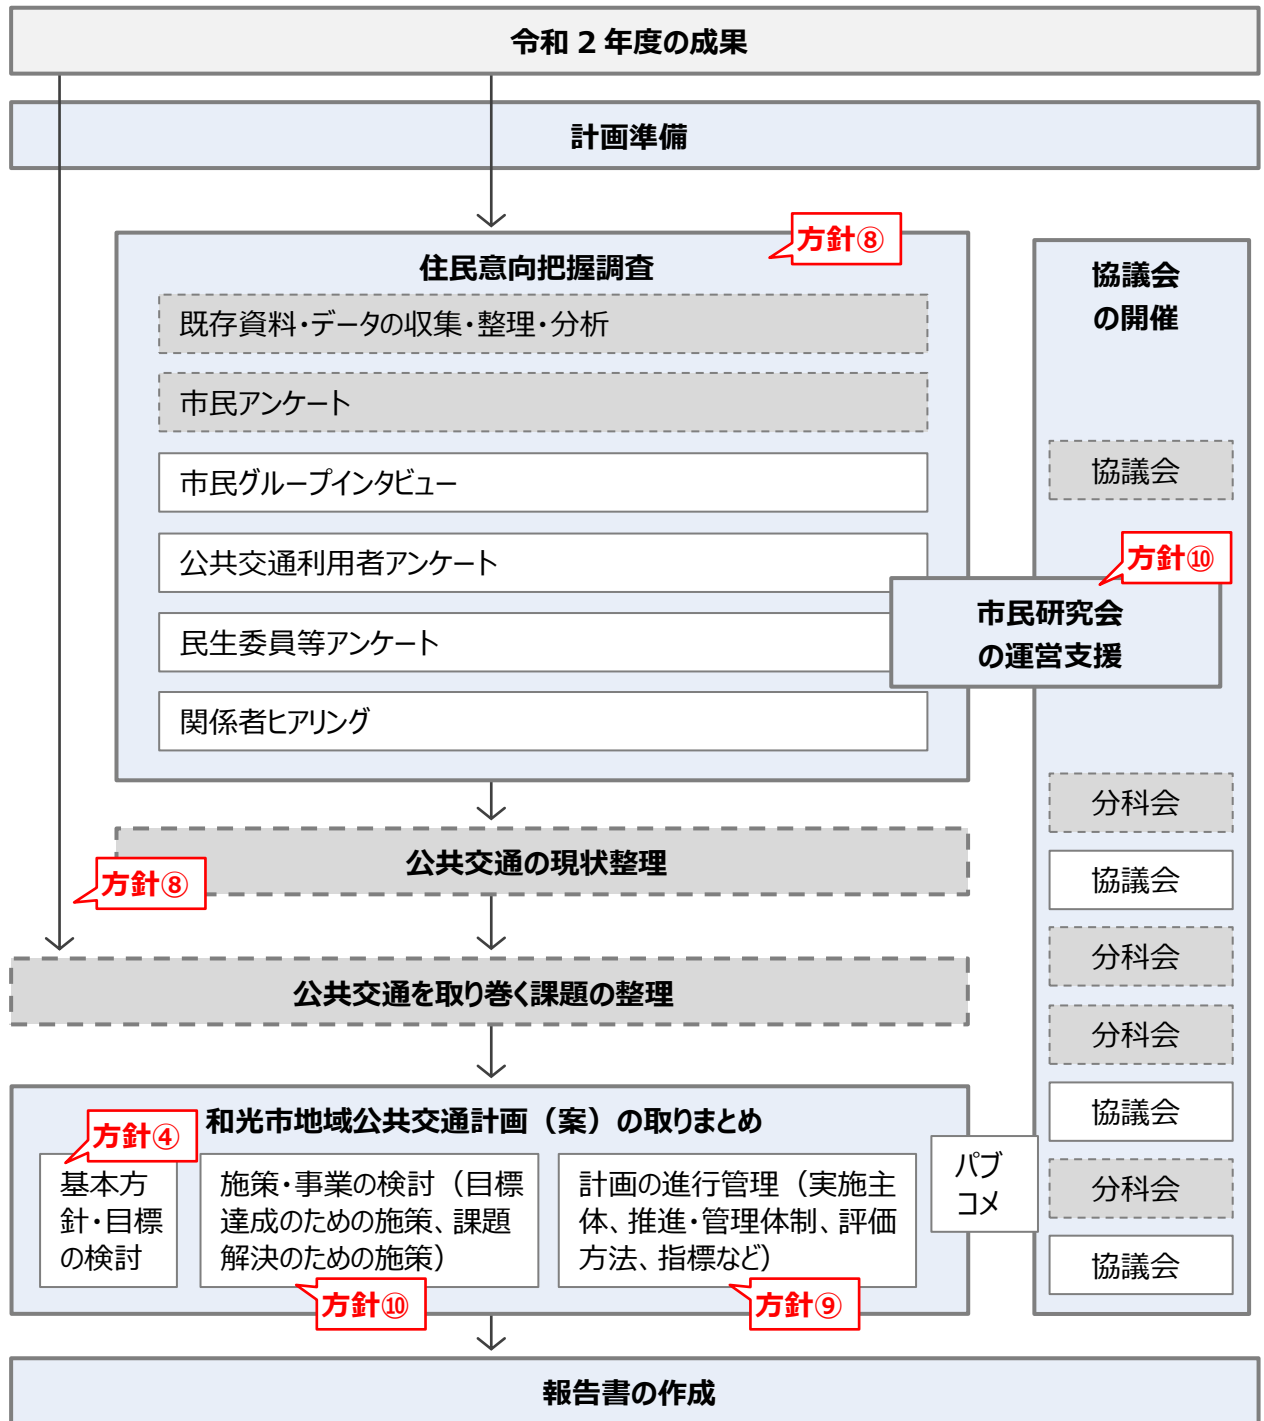 令和２年度の成果
計画準備
方針⑧
住民意向把握調査
既存資料・データの収集・整理・分析
市民アンケート
市民グループインタビュー
公共交通利用者アンケート
民生委員等アンケート
関係者ヒアリング
協議会
の開催
協議会
方針⑩
市民研究会
の運営支援
分科会
協議会
分科会
分科会
協議会
分科会
協議会
公共交通の現状整理
方針⑧
公共交通を取り巻く課題の整理
和光市地域公共交通計画（案）の取りまとめ
方針④
基本方
針・目標
の検討
施策・事業の検討（目標
達成のための施策、課題
解決のための施策）
方針⑩
計画の進行管理（実施主
体、推進・管理体制、評価
方法、指標など）
方針⑨
パブ
コメ
報告書の作成